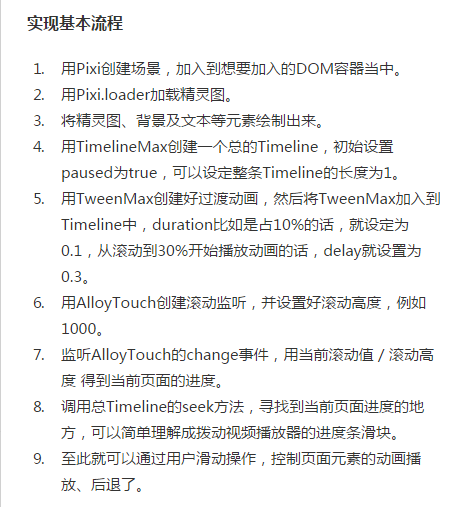 实现基本流程
1. 用Pixi创建场景，加入到想要加入的DOM容器当中。
2. 用Pixi.loader加载精灵图。
3. 将精灵图、背景及文本等元素绘制出来。
4. 用TimelineMax创建一个总的Timeline，初始设置
paused为true，可以设定整条Timeline的长度为1。
5. 用TweenMax创建好过渡动画，然后将TweenMax加入到
Timeline中，duration比如是占10%的话，就设定为
0.1，从滚动到30%开始播放动画的话，delay就设置为
0.3。
6. 用AlloyTouch创建滚动监听，并设置好滚动高度，例如
1000。
7. 监听AlloyTouch的change事件，用当前滚动值 / 滚动高
度 得到当前页面的进度。
8. 调用总Timeline的seek方法，寻找到当前页面进度的地
方，可以简单理解成拨动视频播放器的进度条滑块。
9. 至此就可以通过用户滑动操作，控制页面元素的动画播
放、后退了。